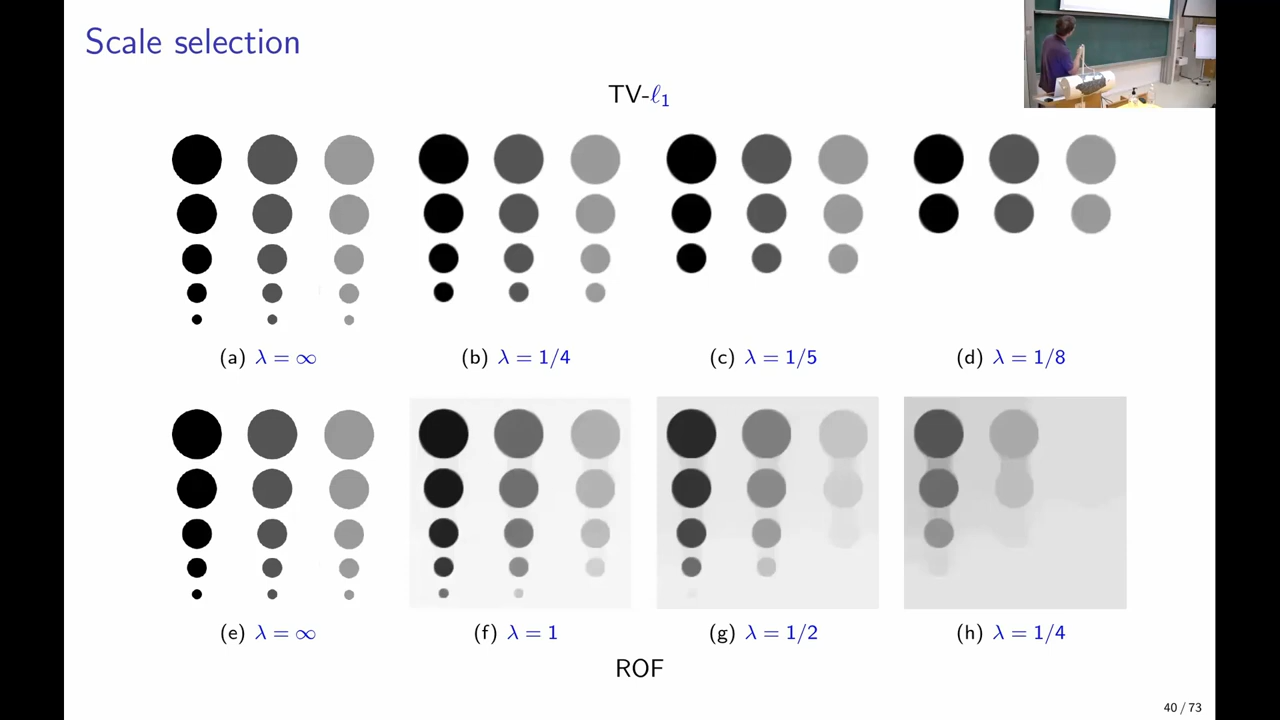 Scale selection
TV-ℓ₁
(a) λ = ∞
(b) λ = 1/4
(c) λ = 1/5
(d) λ = 1/8
(e) λ = ∞
(f) λ = 1
(g) λ = 1/2
(h) λ = 1/4
ROF
40 / 73